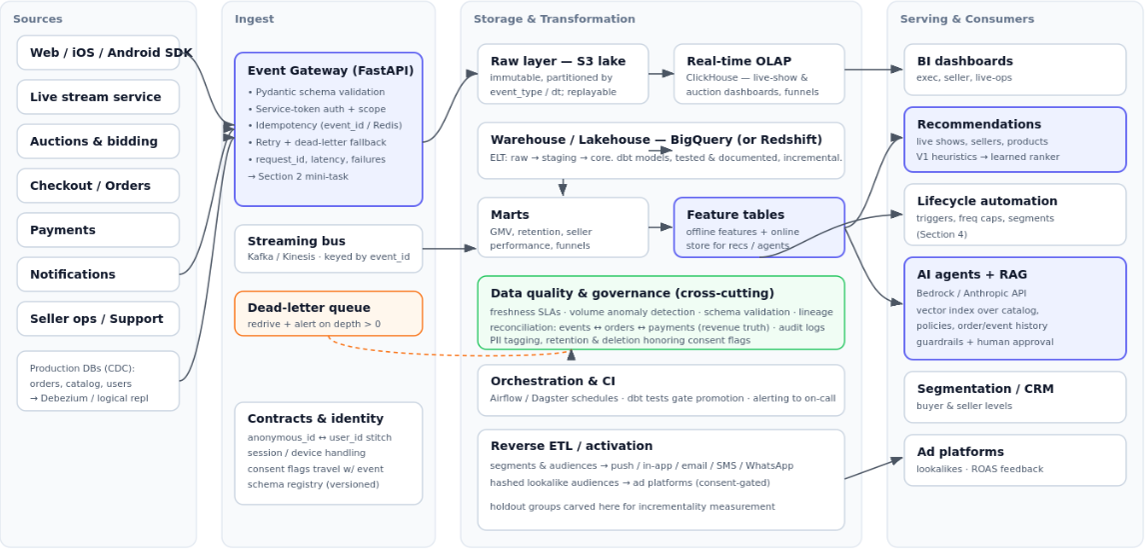 Sources
Web / iOS / Android SDK
Live stream service
Auctions & bidding
Checkout / Orders
Payments
Notifications
Seller ops / Support
Production DBs (CDC):
orders, catalog, users
→ Debezium / logical repl
Ingest
Event Gateway (FastAPI)
• Pydantic schema validation
• Service-token auth + scope
• Idempotency (event_id / Redis)
• Retry + dead-letter fallback
• request_id, latency, failures
→ Section 2 mini-task
Streaming bus
Kafka / Kinesis · keyed by event_id
Dead-letter queue
redrive + alert on depth > 0
Contracts & identity
anonymous_id ↔ user_id stitch
session / device handling
consent flags travel w/ event
schema registry (versioned)
Storage & Transformation
Raw layer — S3 lake
immutable, partitioned by
event_type / dt; replayable
Real-time OLAP
ClickHouse — live-show &
auction dashboards, funnels
Warehouse / Lakehouse — BigQuery (or Redshift)
ELT: raw → staging → core. dbt models, tested & documented, incremental.
Marts
GMV, retention, seller
performance, funnels
Feature tables
offline features + online
store for recs / agents
Data quality & governance (cross-cutting)
freshness SLAs · volume anomaly detection · schema validation · lineage
reconciliation: events ↔ orders ↔ payments (revenue truth) · audit logs
PII tagging, retention & deletion honoring consent flags
Orchestration & CI
Airflow / Dagster schedules · dbt tests gate promotion · alerting to on-call
Reverse ETL / activation
segments & audiences → push / in-app / email / SMS / WhatsApp
hashed lookalike audiences → ad platforms (consent-gated)
holdout groups carved here for incrementality measurement
Serving & Consumers
BI dashboards
exec, seller, live-ops
Recommendations
live shows, sellers, products
V1 heuristics → learned ranker
Lifecycle automation
triggers, freq caps, segments
(Section 4)
AI agents + RAG
Bedrock / Anthropic API
vector index over catalog,
policies, order/event history
guardrails + human approval
Segmentation / CRM
buyer & seller levels
Ad platforms
lookalikes · ROAS feedback